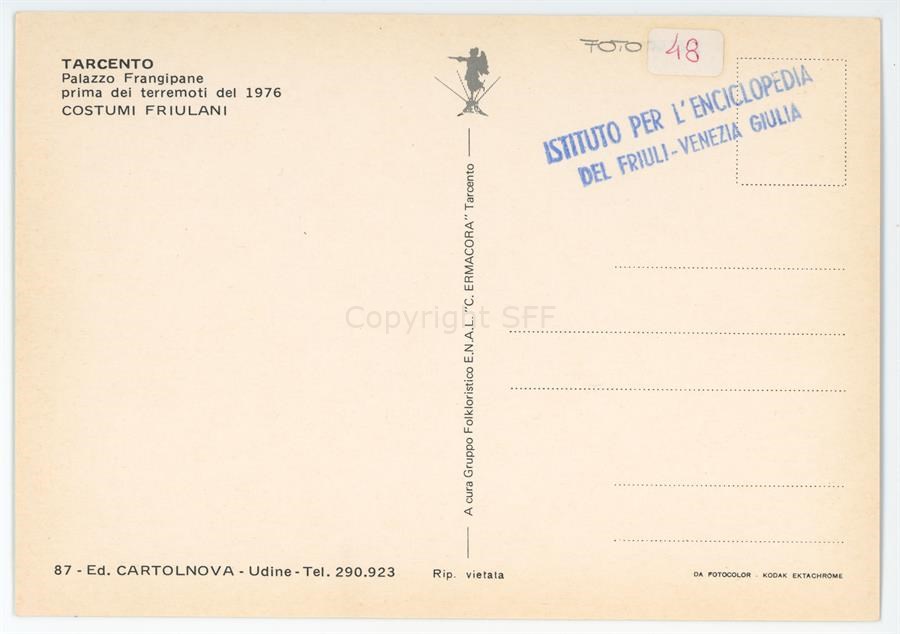 TARCENTO
Palazzo Frangipane
prima dei terremoti del 1976
COSTUMI FRIULANI
FOTO
48
ISTITUTO PER L'ENCICLOPEDIA
DEL FRIULI-VENEZIA GIULIA
A cura Gruppo Folkloristico E.N.A.L. "C. ERMACORA" Tarcento
Copyright SFF
87 - Ed. CARTOLNOVA - Udine - Tel. 290.923
Rip. vietata
DA FOTOCOLOR - KODAK EKTACHROME